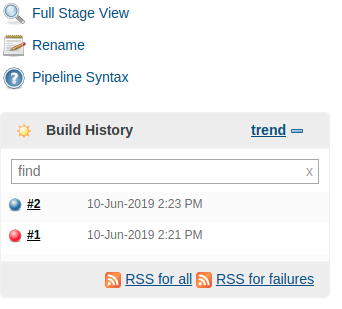 Full Stage View
Rename
Pipeline Syntax
Build History trend
find x
#2 10-Jun-2019 2:23 PM
#1 10-Jun-2019 2:21 PM
RSS for all RSS for failures